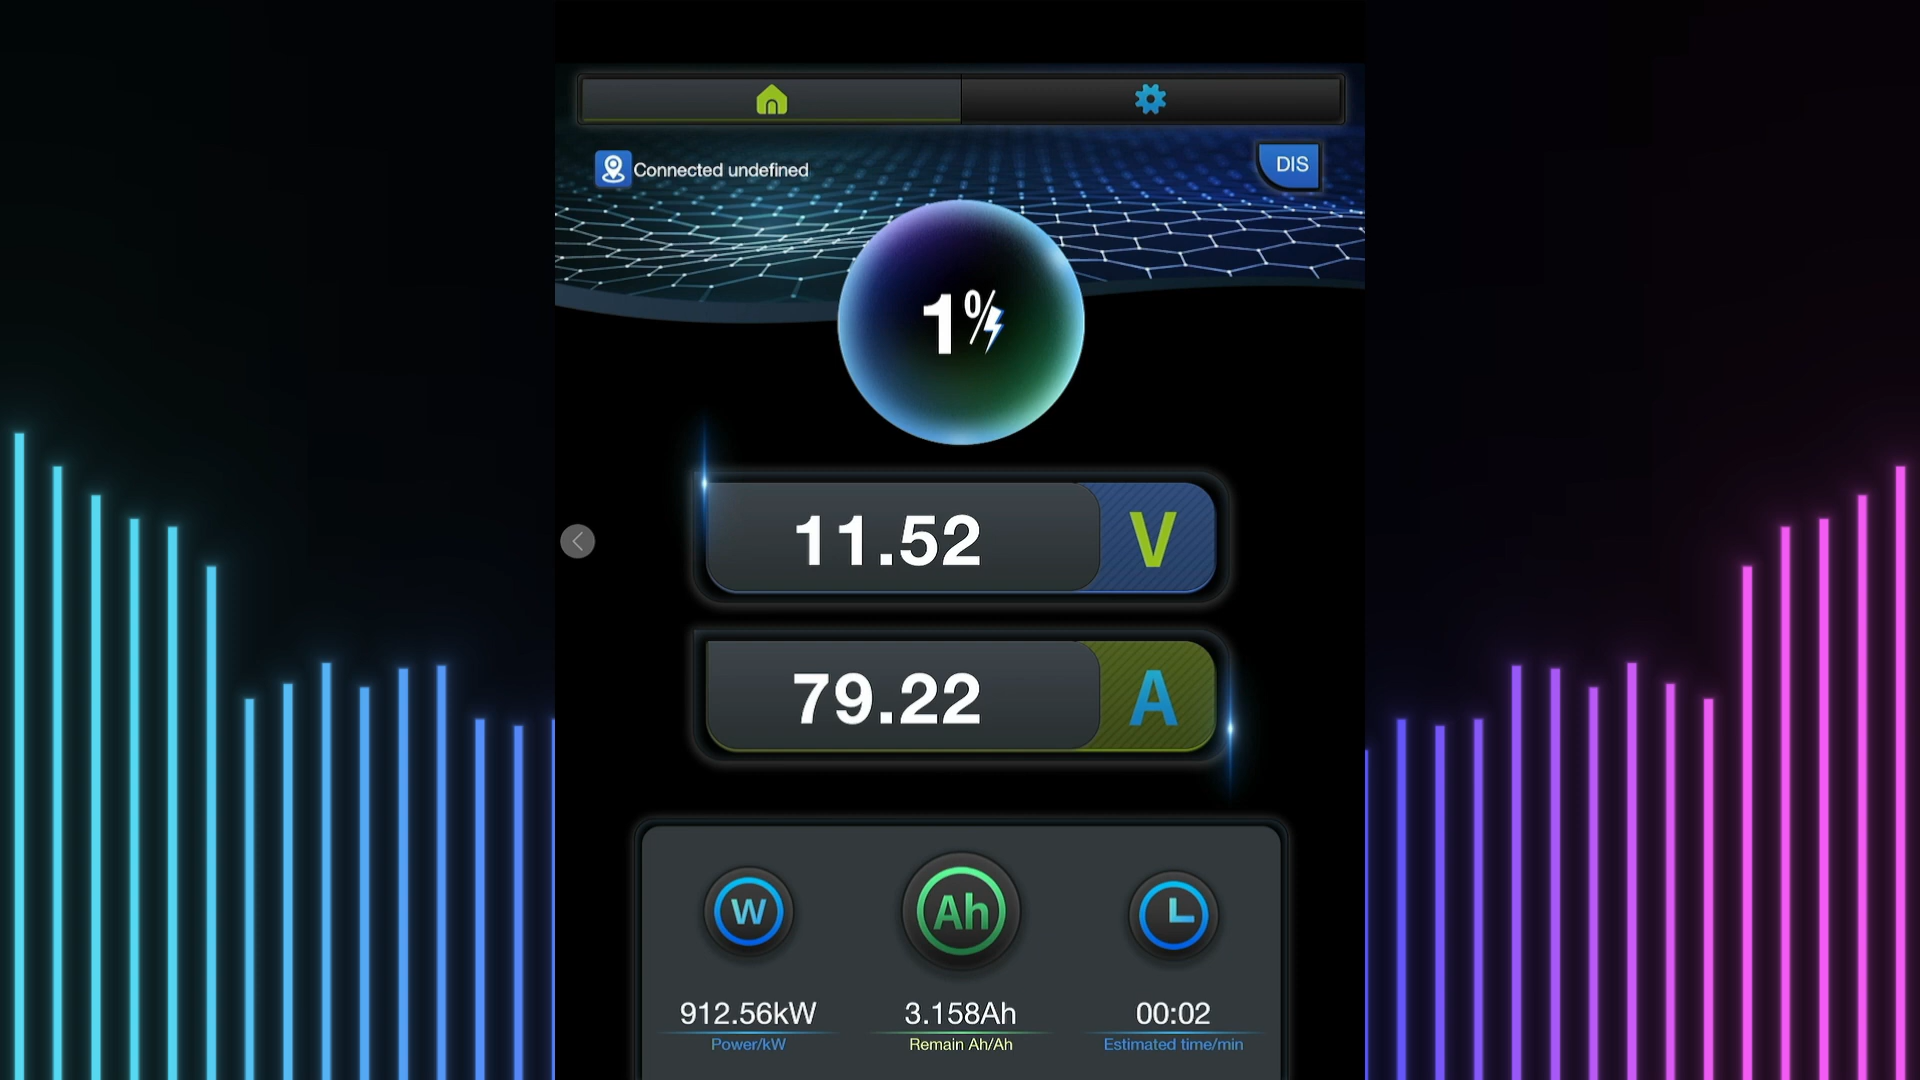 Connected undefined
DIS
1%
11.52 V
79.22 A
W Ah
912.56kW 3.158Ah 00:02
Power/kW Remain Ah/Ah Estimated time/min